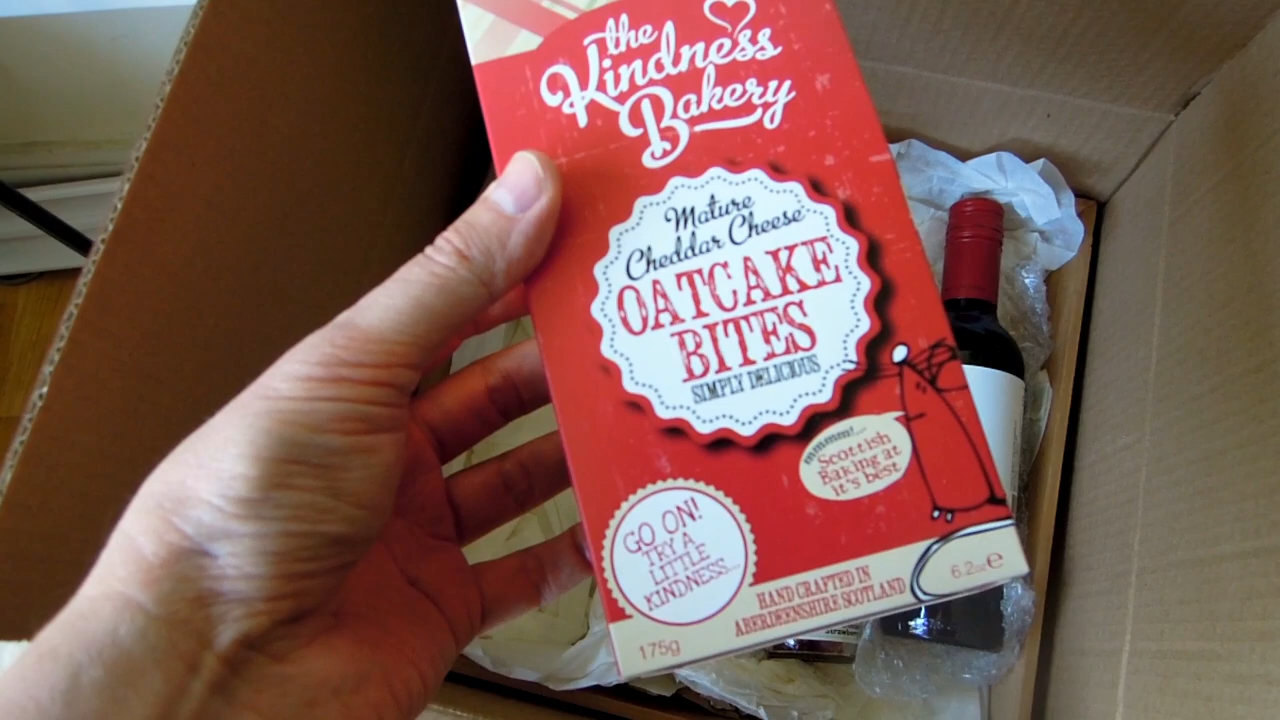 the
Kindness
Bakery
Mature
Cheddar Cheese
OATCAKE
BITES
SIMPLY DELICIOUS
mmmm!...
Scottish
Baking at
it's best
GO ON!
TRY A
LITTLE
KINDNESS...
HAND CRAFTED IN
ABERDEENSHIRE SCOTLAND
6.2oz e
175g